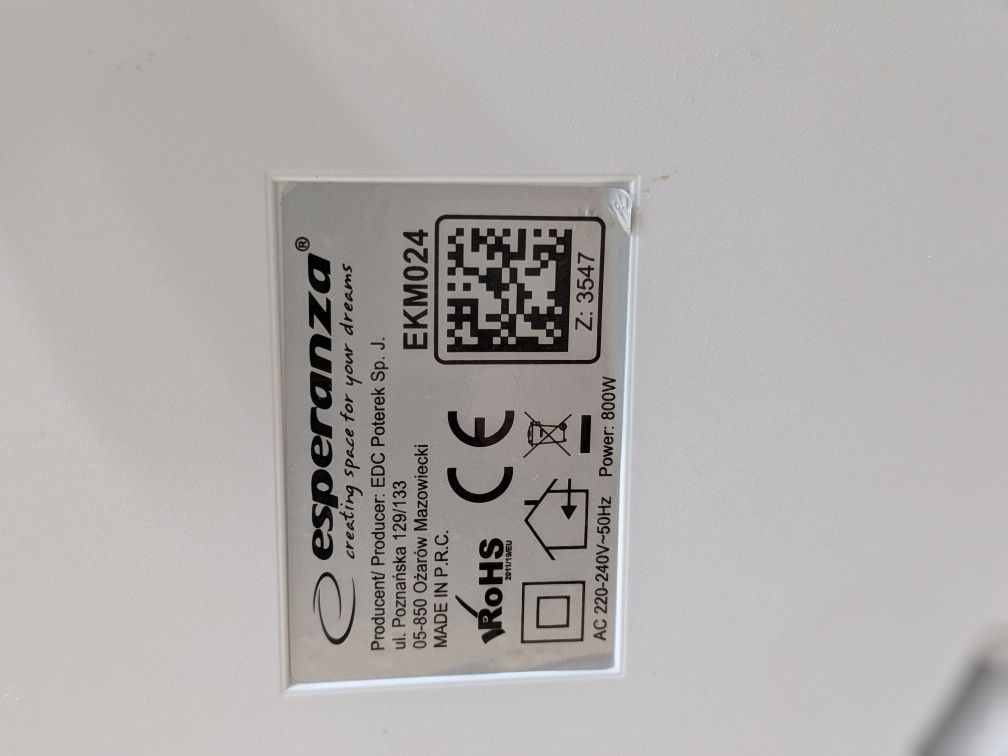 esperanza®
creating space for your dreams
Producent/ Producer: EDC Poterek Sp. J.
ul. Poznańska 129/133
05-850 Ożarów Mazowiecki
MADE IN P.R.C.
EKM024
RoHS
2011/19/EU
CE
Z: 3547
AC 220-240V~50Hz Power: 800W